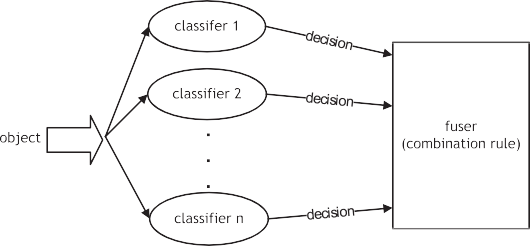 classifer 1
decision
classifier 2
decision
object
fuser
(combination rule)
classifier n
decision